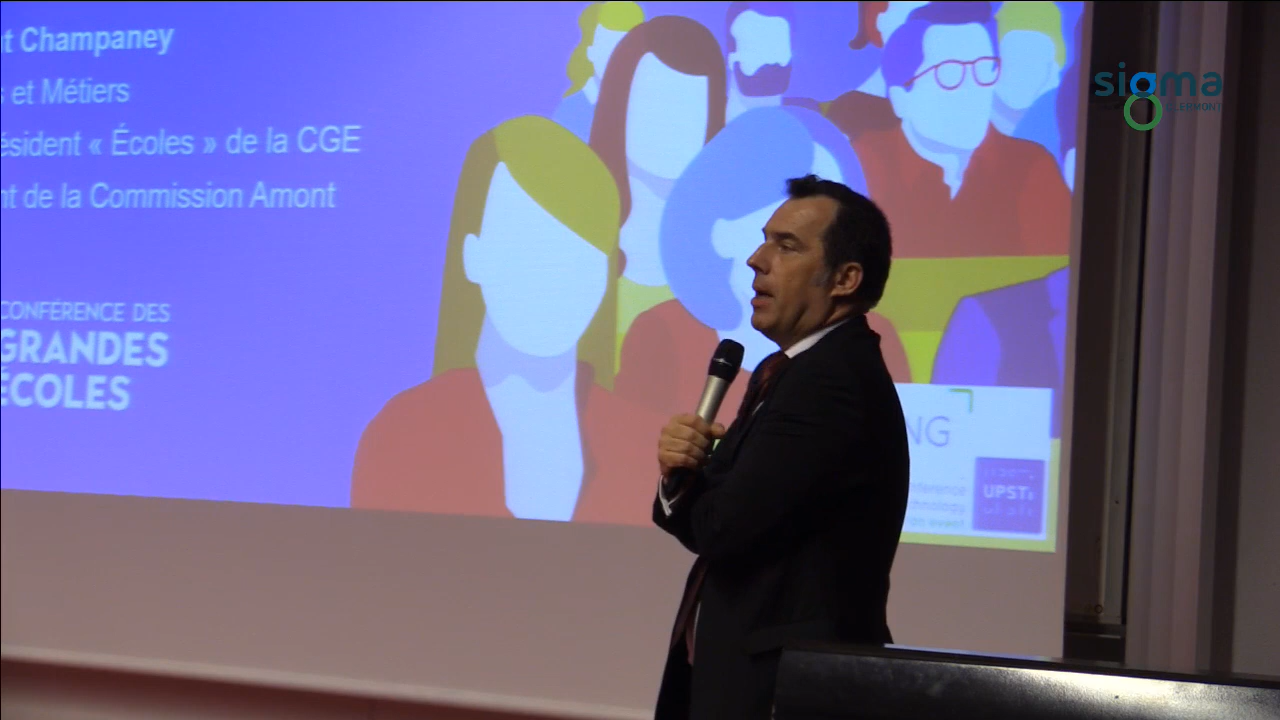 t Champaney
s et Métiers
ésident « Écoles » de la CGE
nt de la Commission Amont
CONFÉRENCE DES
GRANDES
ÉCOLES
sigma
CLERMONT
NG
UPSTI